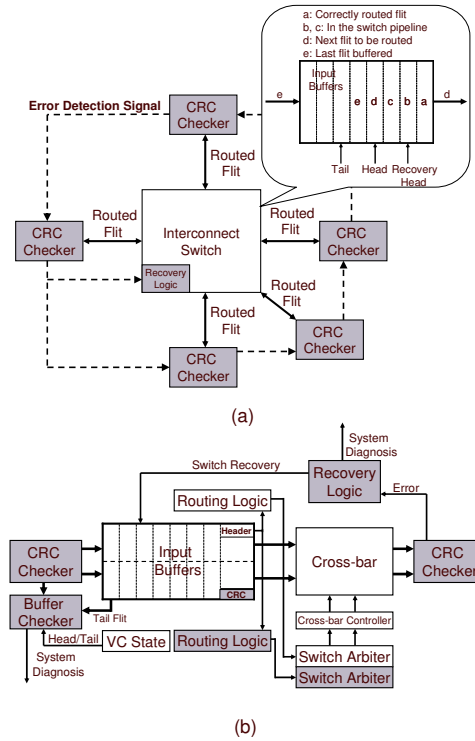 a: Correctly routed flit
b, c: In the switch pipeline
d: Next flit to be routed
e: Last flit buffered
Input
Buffers
e
e d c b a
d
Tail
Head
Recovery
Head
Error Detection Signal
CRC
Checker
Routed
Flit
CRC
Checker
Routed
Flit
Interconnect
Switch
Recovery
Logic
Routed
Flit
CRC
Checker
Routed
Flit
Routed
Flit
CRC
Checker
CRC
Checker
(a)
System
Diagnosis
Switch Recovery
Recovery
Logic
Error
Routing Logic
CRC
Checker
Input
Buffers
Header
CRC
Cross-bar
CRC
Checker
Buffer
Checker
Tail Flit
Cross-bar Controller
Head/Tail
VC State
Routing Logic
System
Diagnosis
Switch Arbiter
Switch Arbiter
(b)